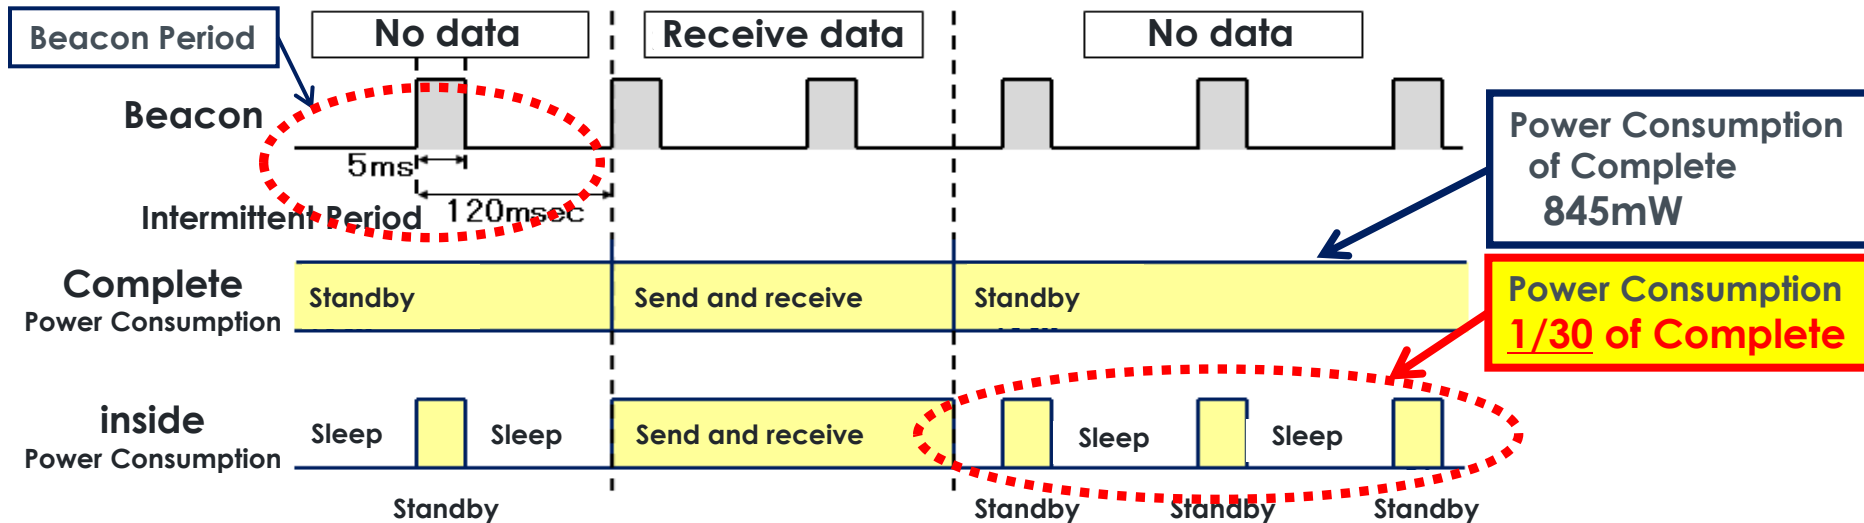 Beacon Period
No data
Receive data
No data
Beacon
5ms
120msec
Intermittent Period
Power Consumption
of Complete
845mW
Complete
Power Consumption
Standby
Send and receive
Standby
Power Consumption
1/30 of Complete
inside
Power Consumption
Sleep
Sleep
Send and receive
Sleep
Sleep
Standby
Standby
Standby
Standby